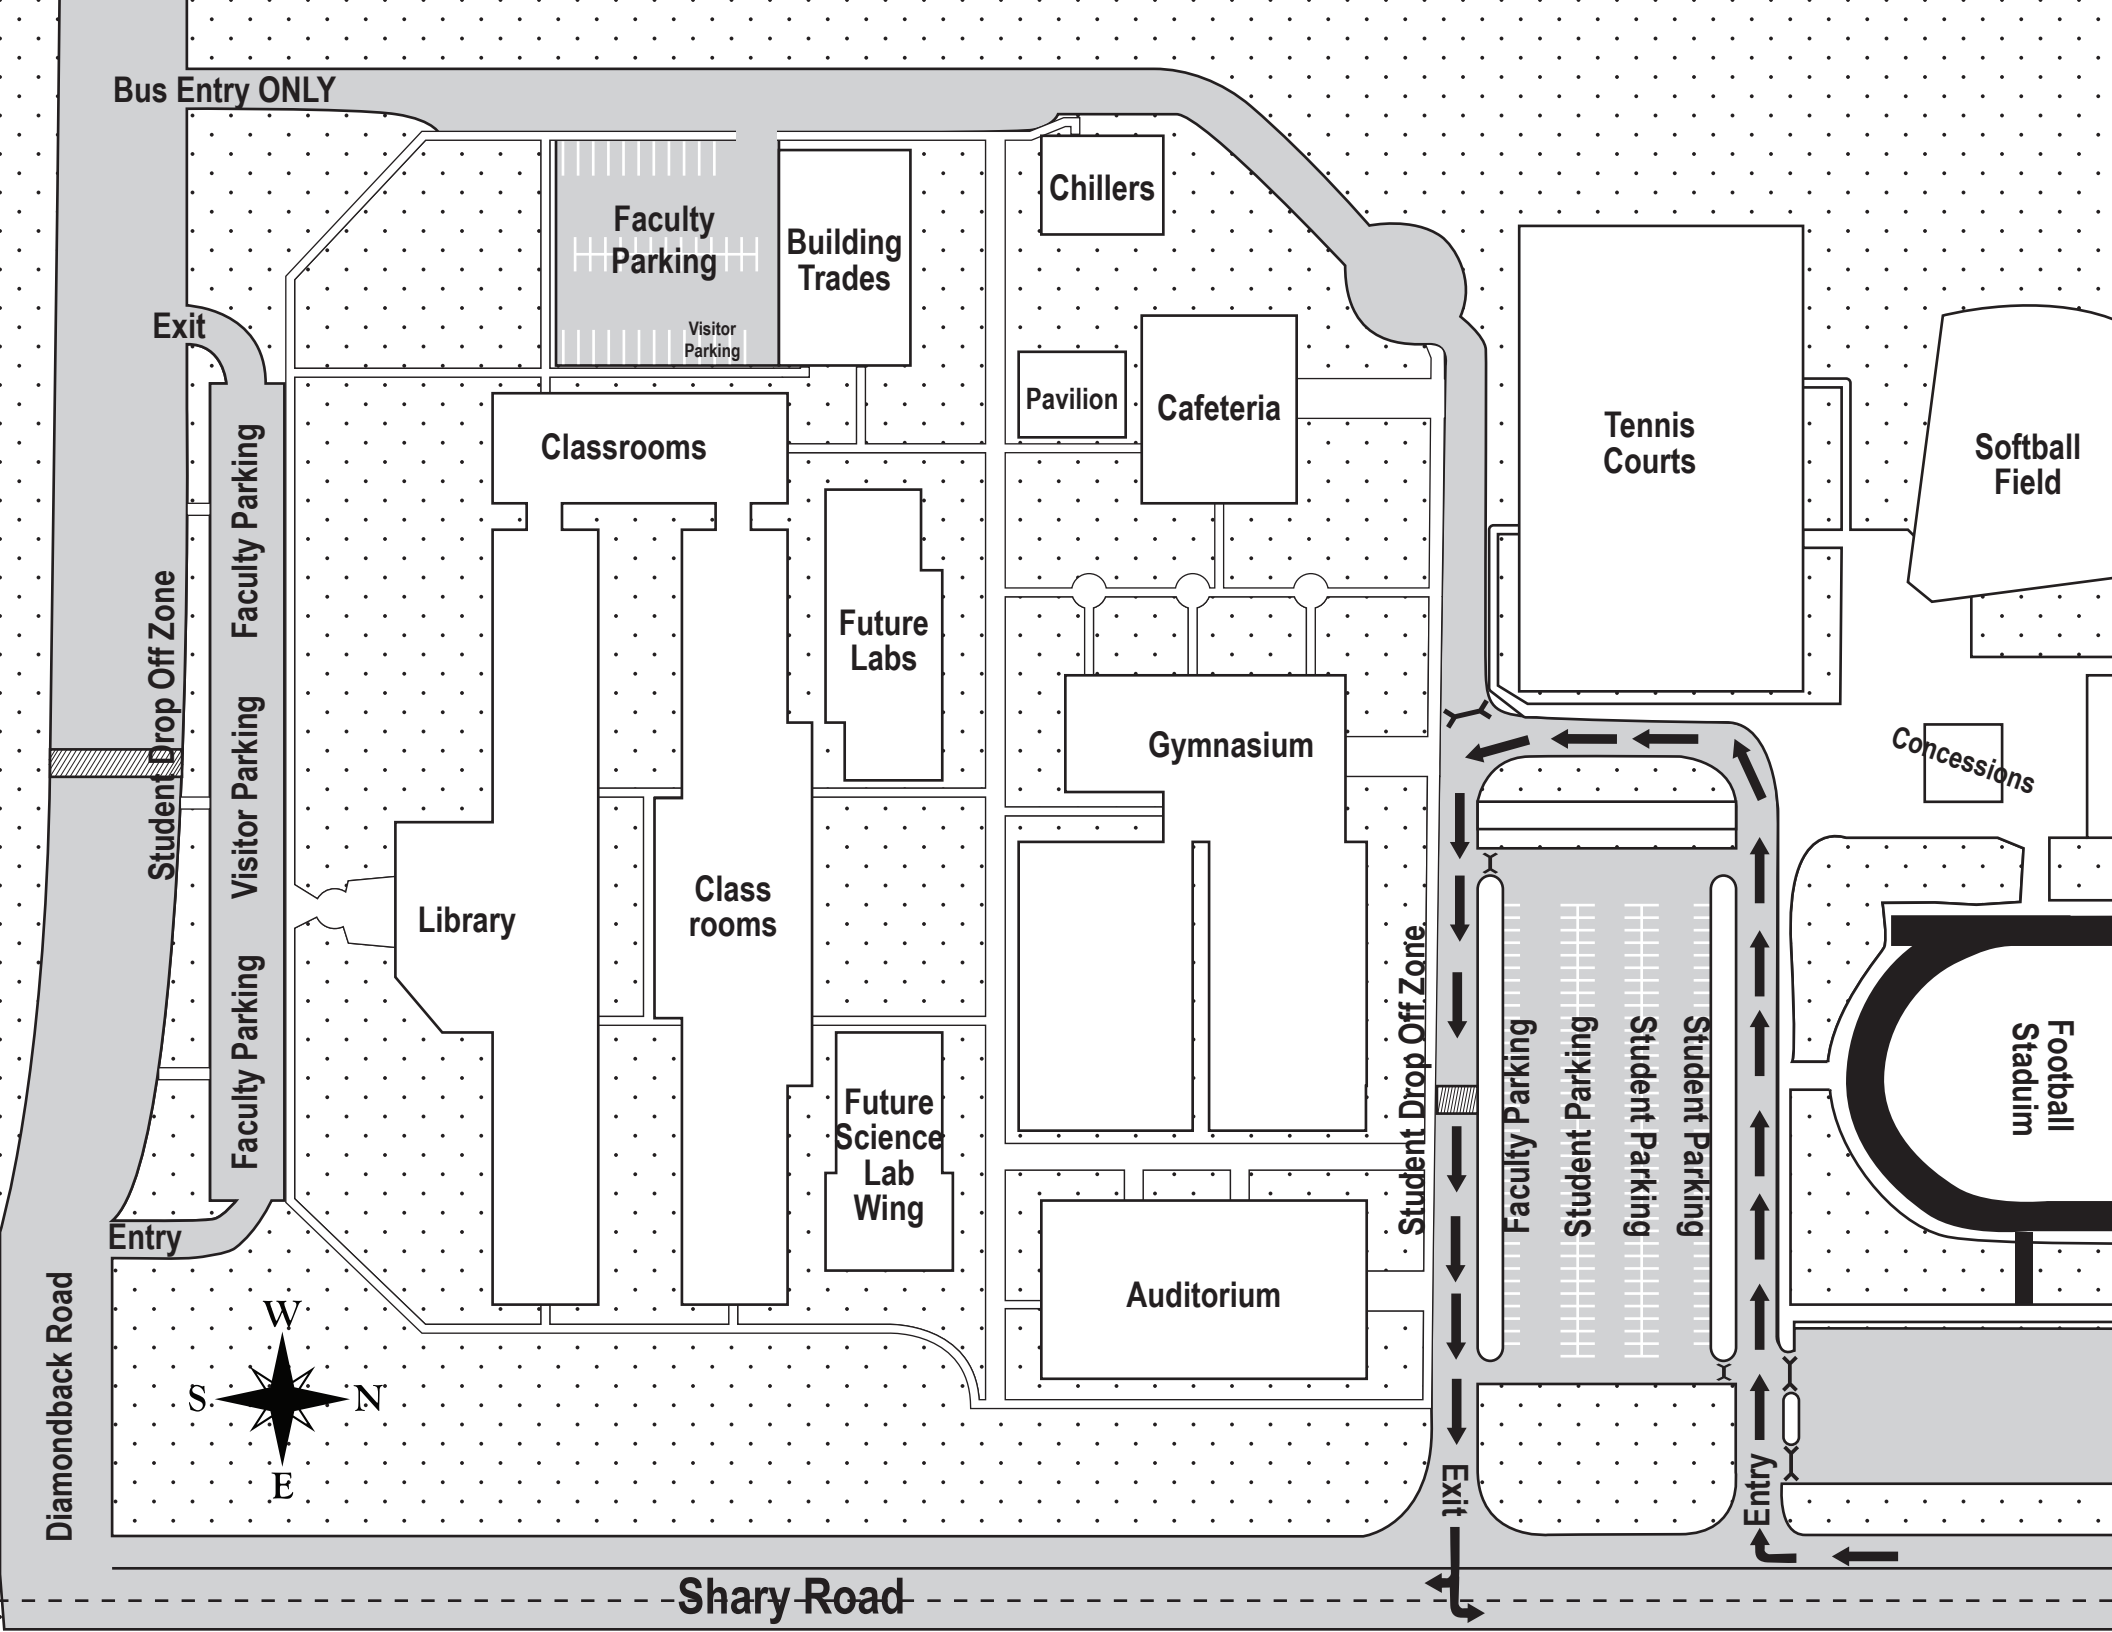 Bus Entry ONLY
Chillers
Faculty
Parking
Building
Trades
Visitor
Parking
Exit
Pavilion
Cafeteria
Tennis
Courts
Softball
Field
Classrooms
Faculty Parking
Student Drop Off Zone
Visitor Parking
Faculty Parking
Future
Labs
Gymnasium
Concessions
Library
Class
rooms
Student Drop Off Zone
Faculty Parking
Student Parking
Student Parking
Student Parking
Football
Staduim
Future
Science
Lab
Wing
Entry
Auditorium
Diamondback Road
W
S
N
E
Exit
Entry
Shary Road